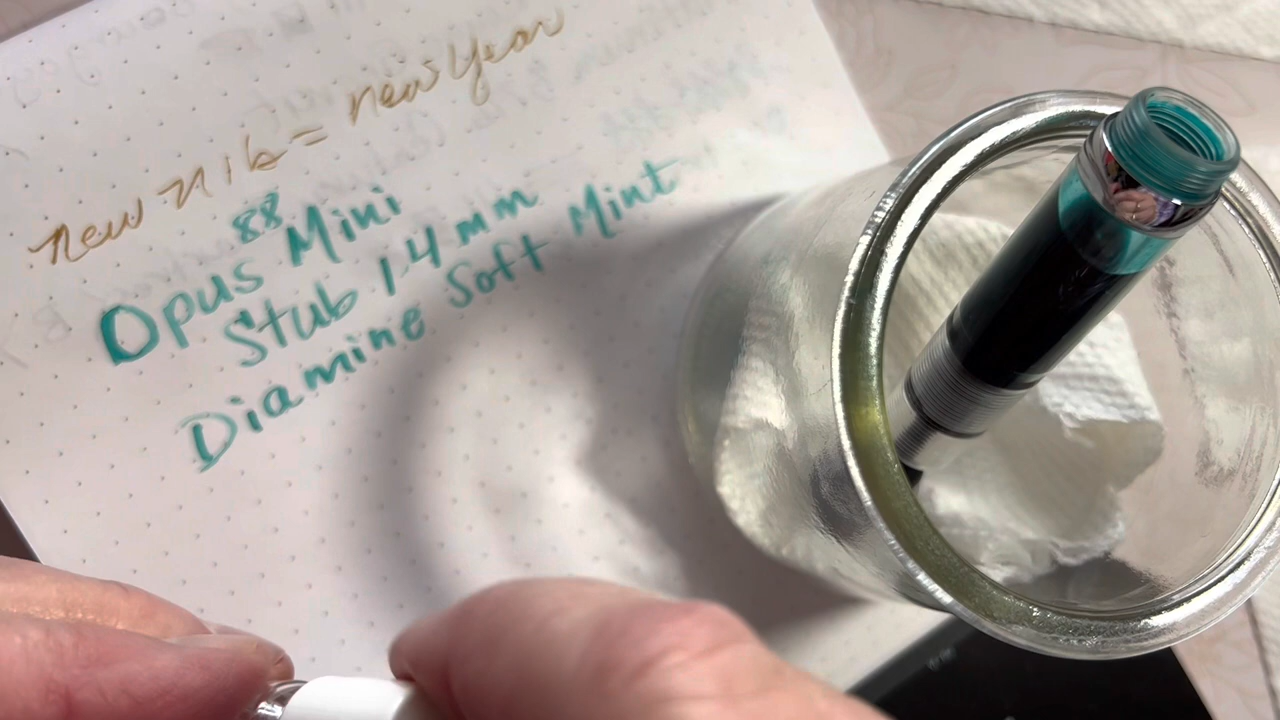 new nib = new year
88
Opus Mini
Stub 1.4 mm
Diamine Soft Mint